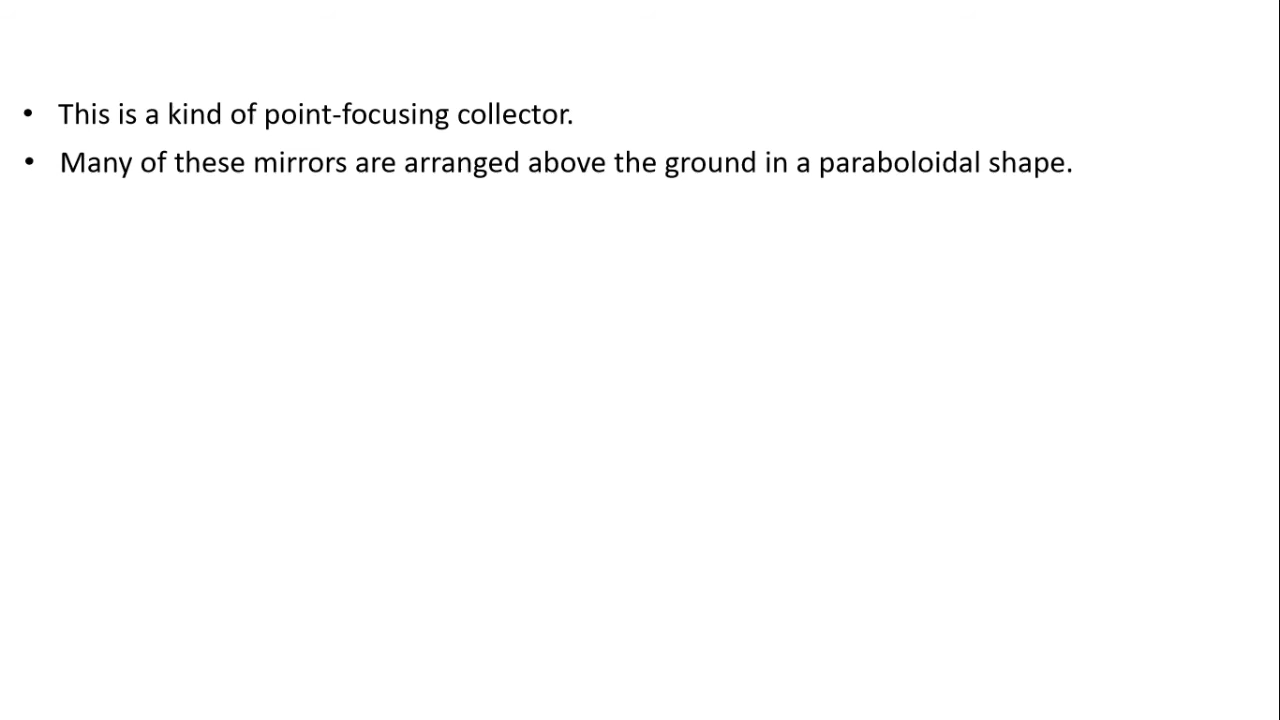 • This is a kind of point-focusing collector.
• Many of these mirrors are arranged above the ground in a paraboloidal shape.